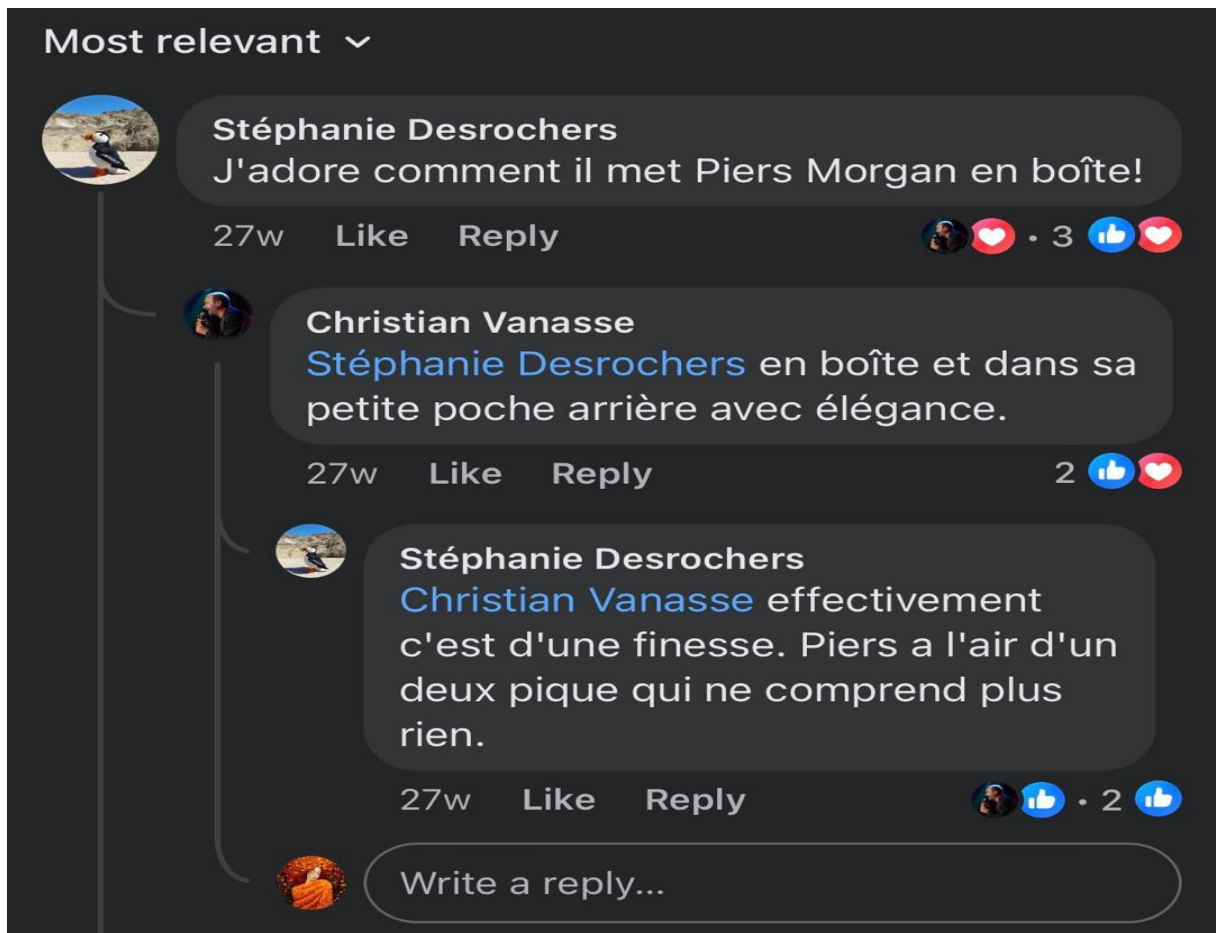 Most relevant
Stéphanie Desrochers
J'adore comment il met Piers Morgan en boîte!
27w Like Reply · 3
Christian Vanasse
Stéphanie Desrochers en boîte et dans sa
petite poche arrière avec élégance.
27w Like Reply 2
Stéphanie Desrochers
Christian Vanasse effectivement
c'est d'une finesse. Piers a l'air d'un
deux pique qui ne comprend plus
rien.
27w Like Reply · 2
Write a reply...